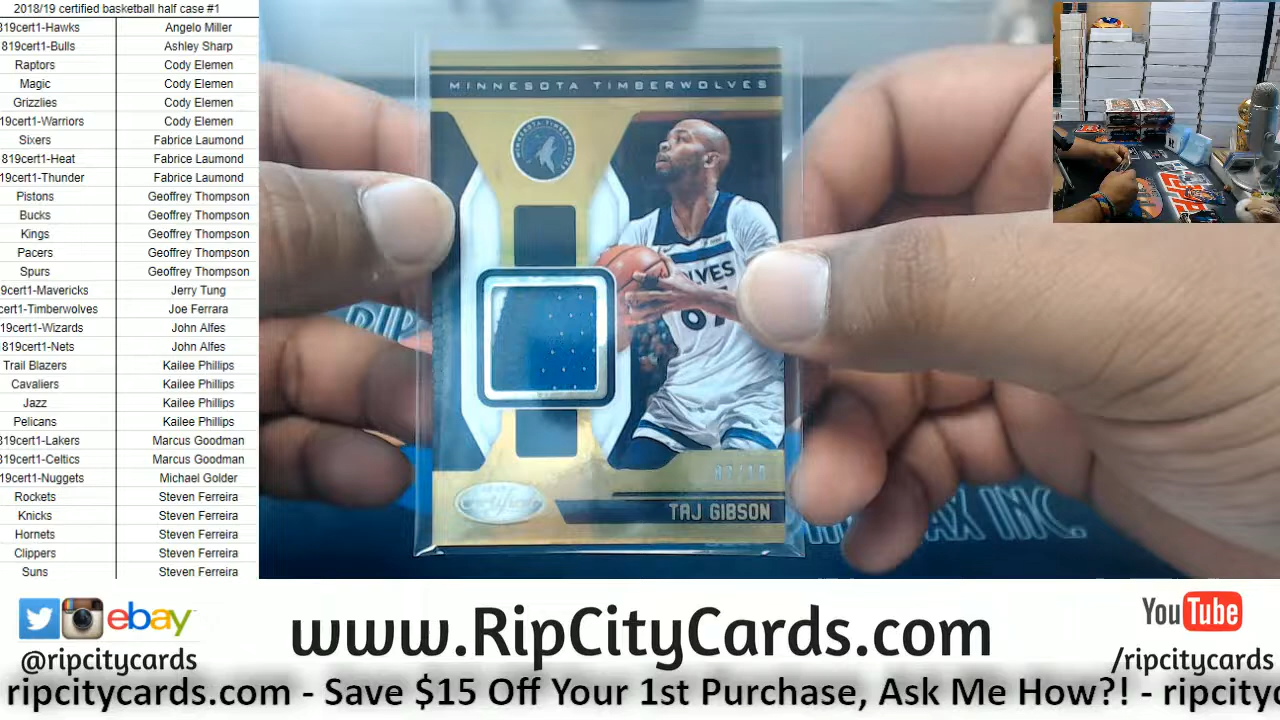 2018/19 certified basketball half case #1
819cert1-Hawks Angelo Miller
819cert1-Bulls Ashley Sharp
Raptors Cody Elemen
Magic Cody Elemen
Grizzlies Cody Elemen
19cert1-Warriors Cody Elemen
Sixers Fabrice Laumond
819cert1-Heat Fabrice Laumond
19cert1-Thunder Fabrice Laumond
Pistons Geoffrey Thompson
Bucks Geoffrey Thompson
Kings Geoffrey Thompson
Pacers Geoffrey Thompson
Spurs Geoffrey Thompson
9cert1-Mavericks Jerry Tung
cert1-Timberwolves Joe Ferrara
19cert1-Wizards John Alfes
819cert1-Nets John Alfes
Trail Blazers Kailee Phillips
Cavaliers Kailee Phillips
Jazz Kailee Phillips
Pelicans Kailee Phillips
819cert1-Lakers Marcus Goodman
819cert1-Celtics Marcus Goodman
19cert1-Nuggets Michael Golder
Rockets Steven Ferreira
Knicks Steven Ferreira
Hornets Steven Ferreira
Clippers Steven Ferreira
Suns Steven Ferreira
MINNESOTA TIMBERWOLVES
LVES
67
certified
TAJ GIBSON
INC.
ebay
@ripcitycards
www.RipCityCards.com
YouTube
/ripcitycards
ripcitycards.com - Save $15 Off Your 1st Purchase, Ask Me How?! - ripcityc